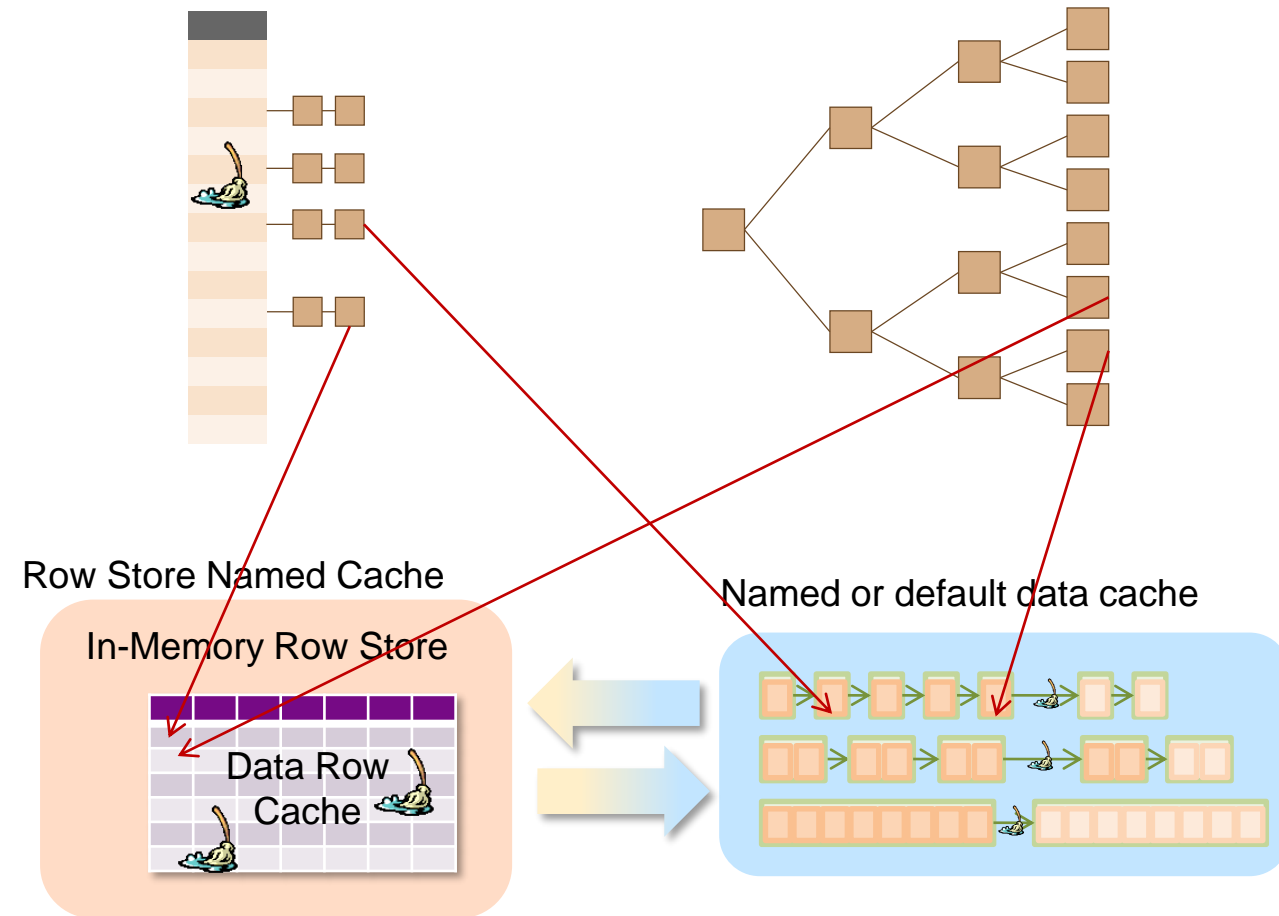 Row Store Named Cache
Named or default data cache
In-Memory Row Store
Data Row
Cache